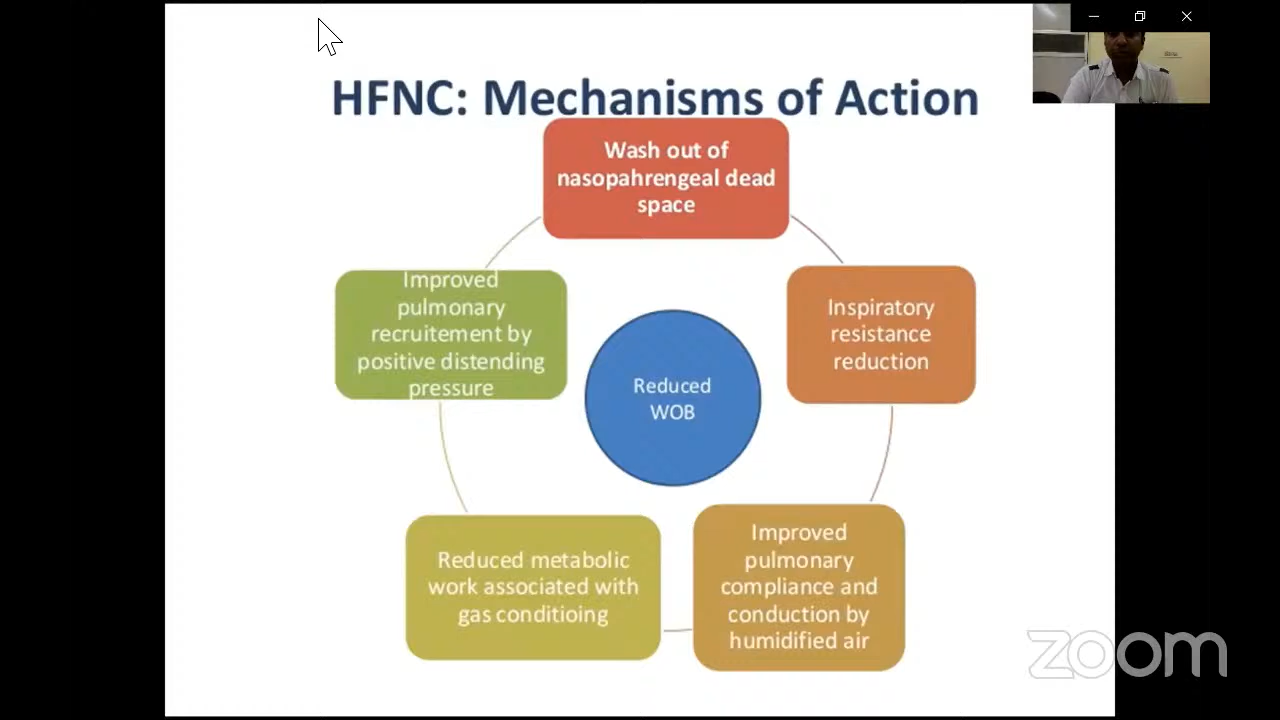 HFNC: Mechanisms of Action
Wash out of
nasopahrengeal dead
space
Inspiratory
resistance
reduction
Improved
pulmonary
compliance and
conduction by
humidified air
Reduced metabolic
work associated with
gas conditioing
Improved
pulmonary
recruitement by
positive distending
pressure
Reduced
WOB
zoom